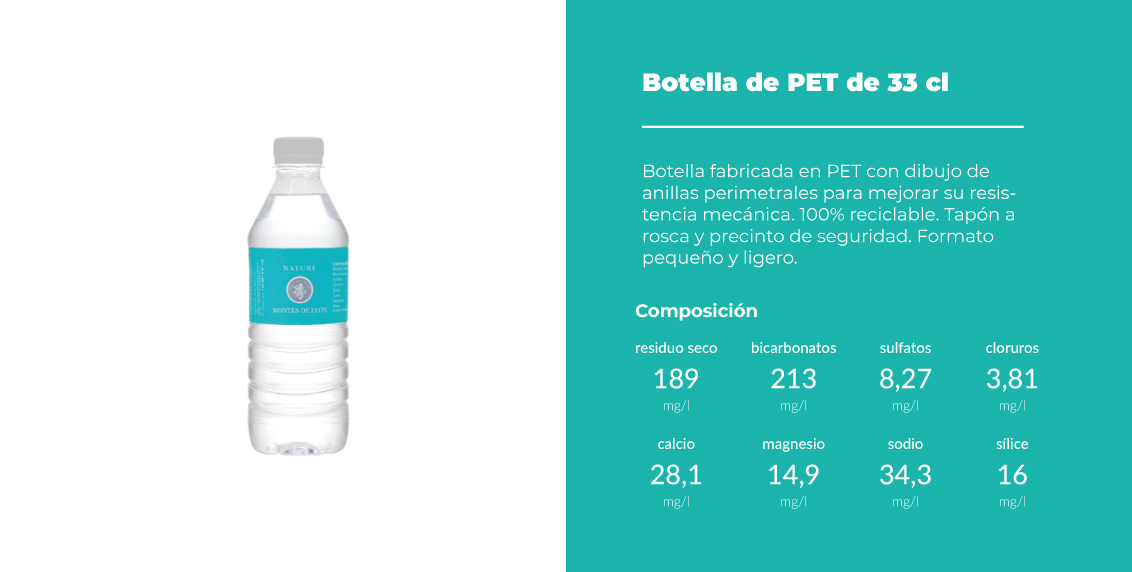 Botella de PET de 33 cl
Botella fabricada en PET con dibujo de
anillas perimetrales para mejorar su resis-
tencia mecánica. 100% reciclable. Tapón a
rosca y precinto de seguridad. Formato
pequeño y ligero.
NATURE
MONTES DE LEÓN
Composición
residuo seco bicarbonatos sulfatos cloruros
189 213 8,27 3,81
mg/l mg/l mg/l mg/l
calcio magnesio sodio sílice
28,1 14,9 34,3 16
mg/l mg/l mg/l mg/l